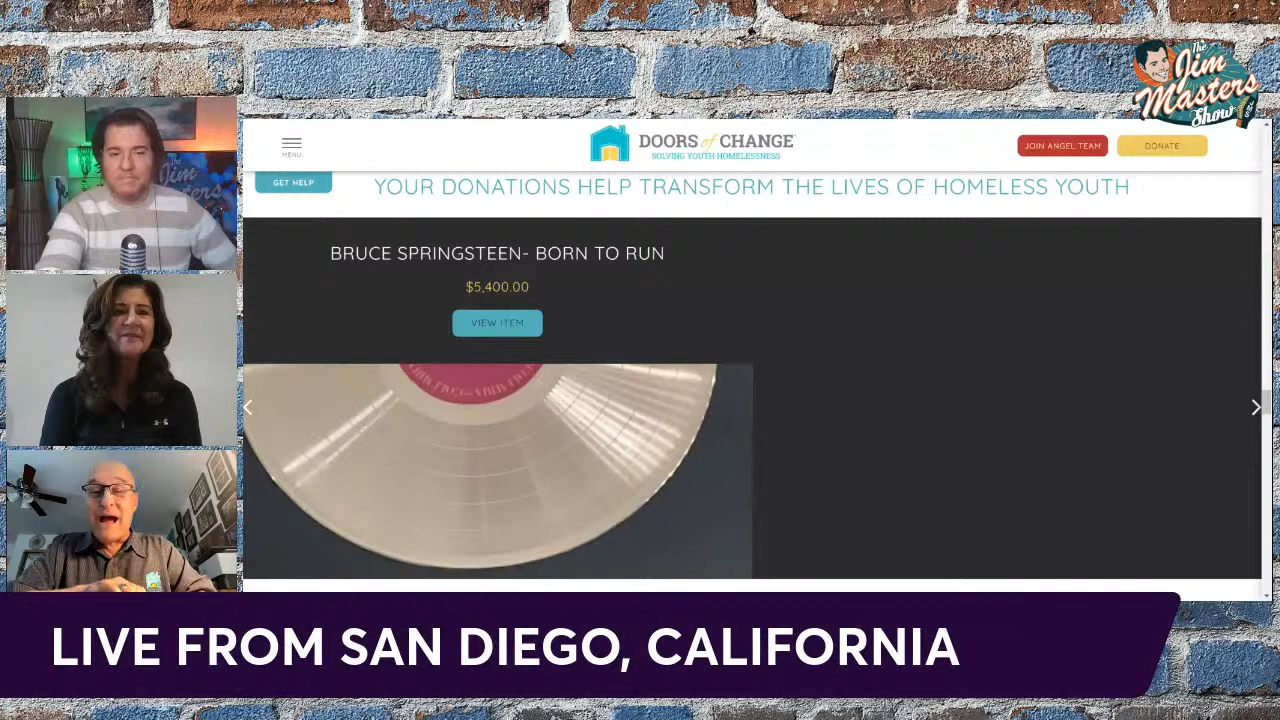 The
Jim
Masters
Show
MENU
DOORS of CHANGE
SOLVING YOUTH HOMELESSNESS
JOIN ANGEL TEAM
DONATE
GET HELP
YOUR DONATIONS HELP TRANSFORM THE LIVES OF HOMELESS YOUTH
BRUCE SPRINGSTEEN- BORN TO RUN
$5,400.00
VIEW ITEM
LIVE FROM SAN DIEGO, CALIFORNIA